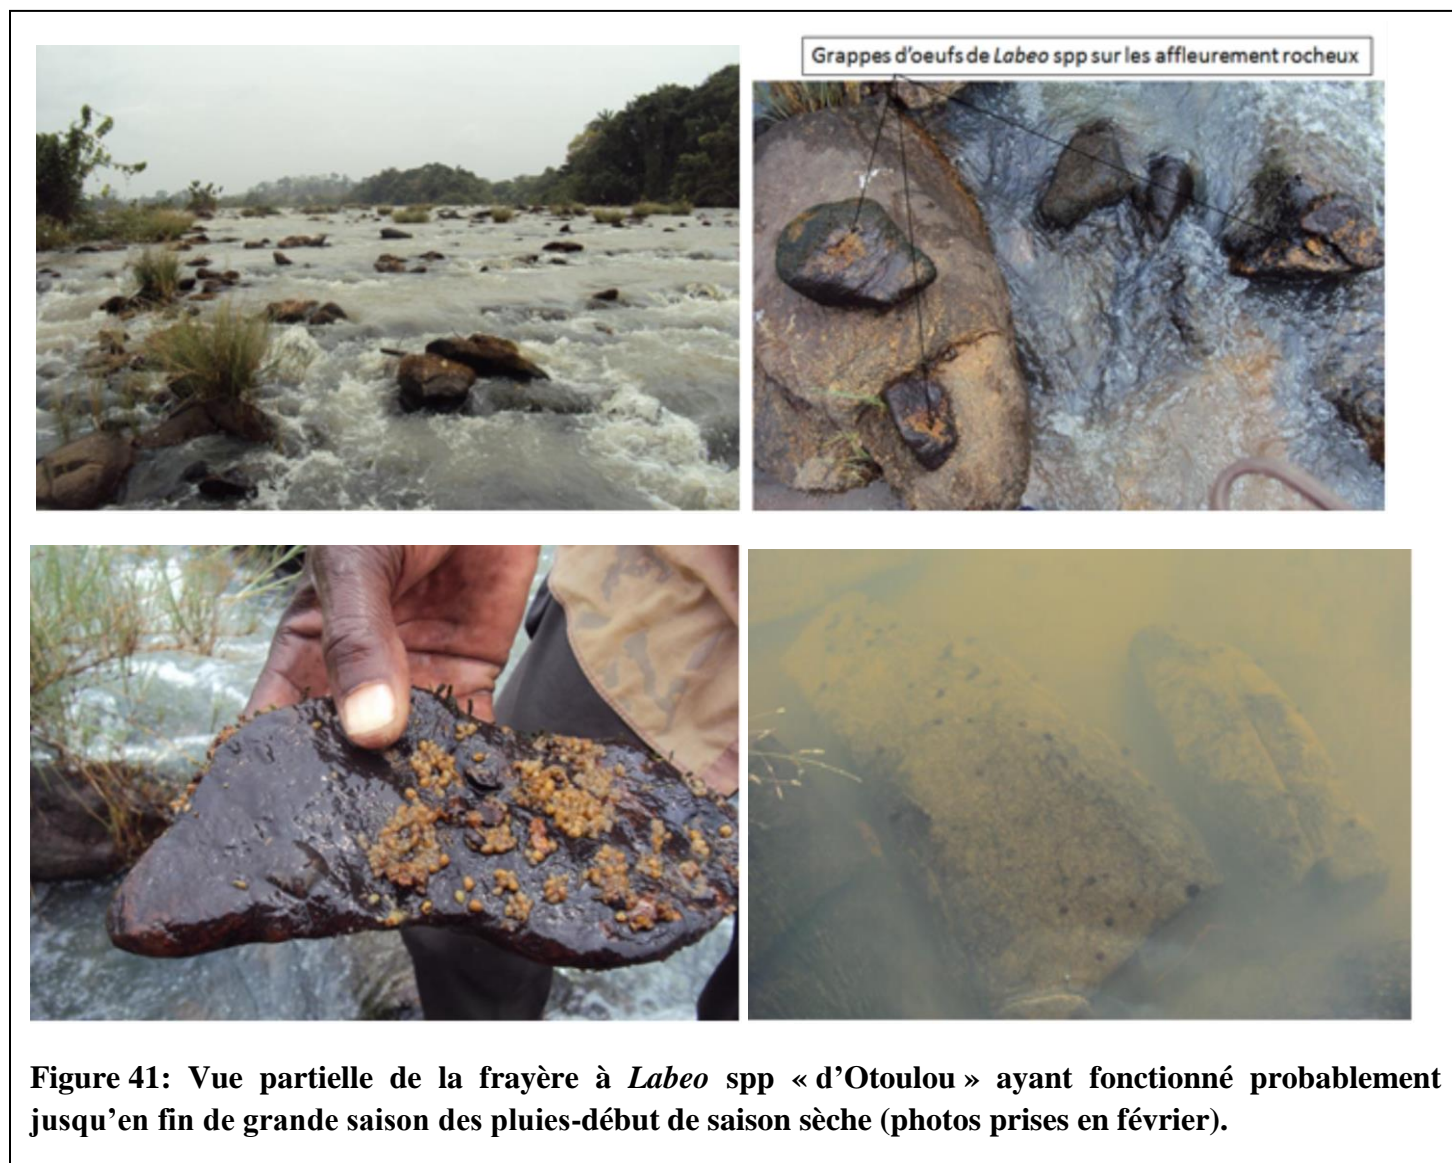 Grappes d'oeufs de Labeo spp sur les affleurement rocheux
Figure 41: Vue partielle de la frayère à Labeo spp « d'Otoulou » ayant fonctionné probablement
jusqu'en fin de grande saison des pluies-début de saison sèche (photos prises en février).